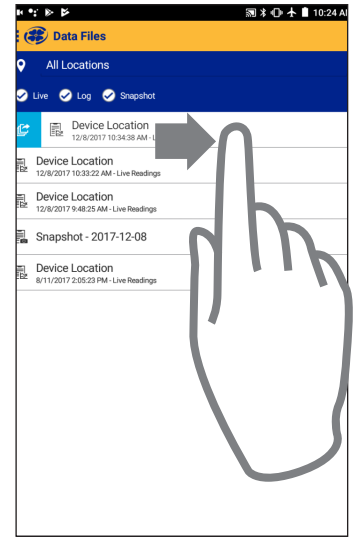 10:24 A
Data Files
All Locations
Live Log Snapshot
Device Location
12/8/2017 10:34:38 AM - L
Device Location
12/8/2017 10:33:22 AM - Live Readings
Device Location
12/8/2017 9:48:25 AM - Live Readings
Snapshot - 2017-12-08
Device Location
8/11/2017 2:05:23 PM - Live Readings